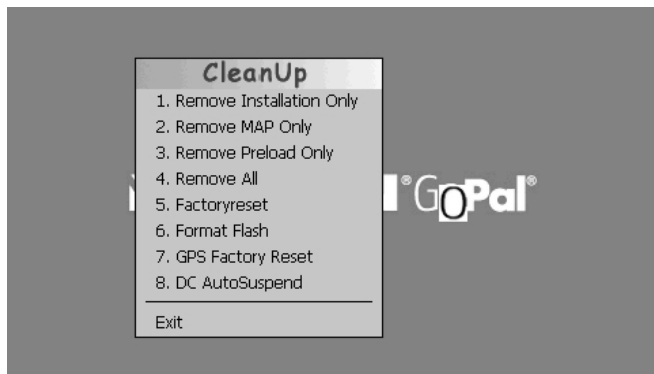 CleanUp
1. Remove Installation Only
2. Remove MAP Only
3. Remove Preload Only
4. Remove All
5. Factoryreset
6. Format Flash
7. GPS Factory Reset
8. DC AutoSuspend
Exit
®GoPal®